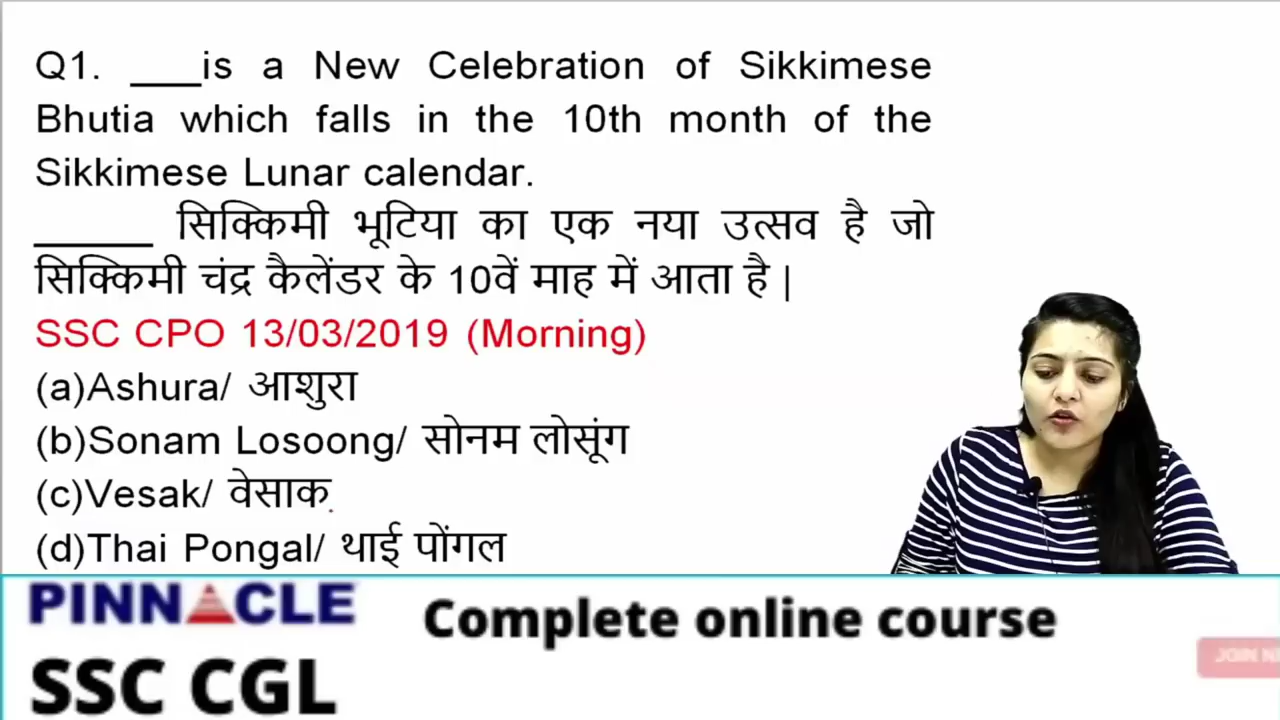 Q1. ___is a New Celebration of Sikkimese
Bhutia which falls in the 10th month of the
Sikkimese Lunar calendar.
_____ सिक्किमी भूटिया का एक नया उत्सव है जो
सिक्किमी चंद्र कैलेंडर के 10वें माह में आता है |
SSC CPO 13/03/2019 (Morning)
(a)Ashura/ आशुरा
(b)Sonam Losoong/ सोनम लोसूंग
(c)Vesak/ वेसाक
(d)Thai Pongal/ थाई पोंगल
PINNACLE
Complete online course
SSC CGL
JOIN